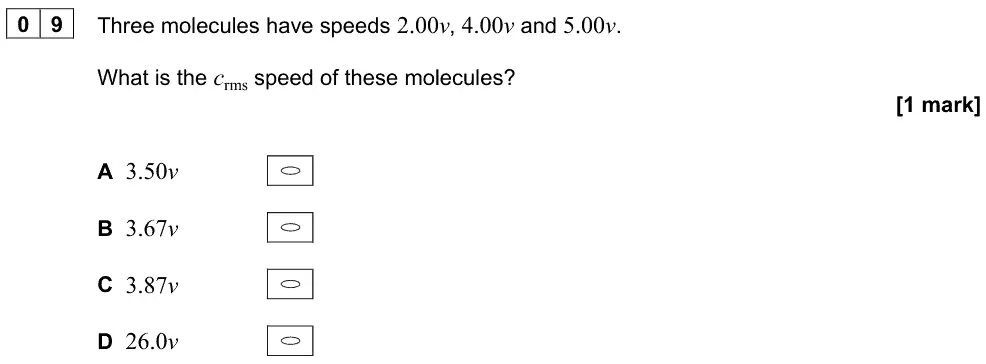 0 9 Three molecules have speeds 2.00v, 4.00v and 5.00v.
What is the c_rms speed of these molecules?
[1 mark]
A 3.50v
B 3.67v
C 3.87v
D 26.0v